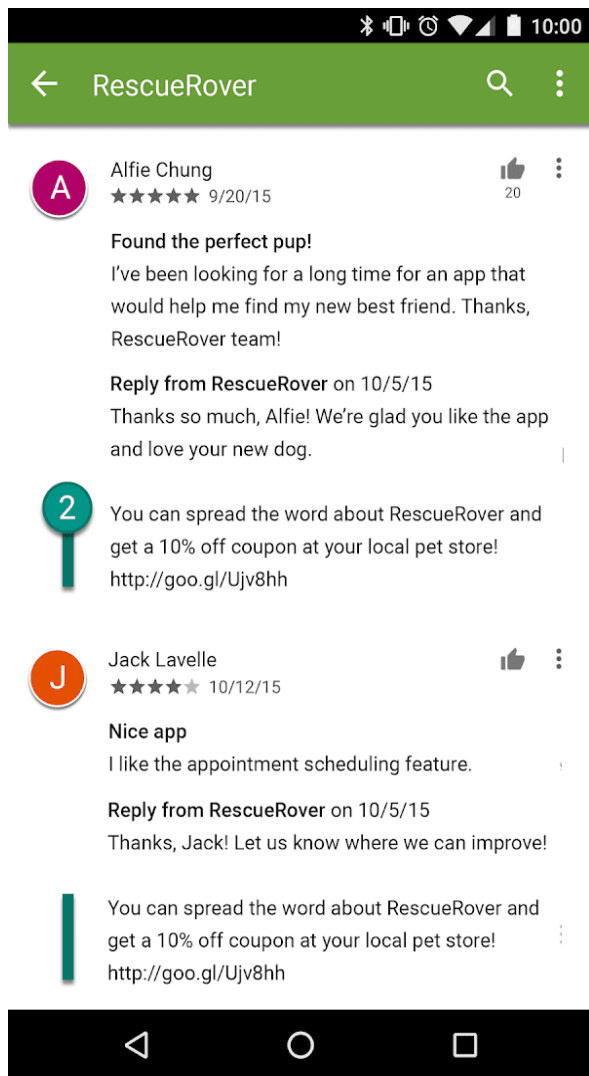 10:00
RescueRover
A
Alfie Chung
9/20/15
20
Found the perfect pup!
I've been looking for a long time for an app that
would help me find my new best friend. Thanks,
RescueRover team!
Reply from RescueRover on 10/5/15
Thanks so much, Alfie! We're glad you like the app
and love your new dog.
2
You can spread the word about RescueRover and
get a 10% off coupon at your local pet store!
http://goo.gl/Ujv8hh
J
Jack Lavelle
10/12/15
Nice app
I like the appointment scheduling feature.
Reply from RescueRover on 10/5/15
Thanks, Jack! Let us know where we can improve!
You can spread the word about RescueRover and
get a 10% off coupon at your local pet store!
http://goo.gl/Ujv8hh